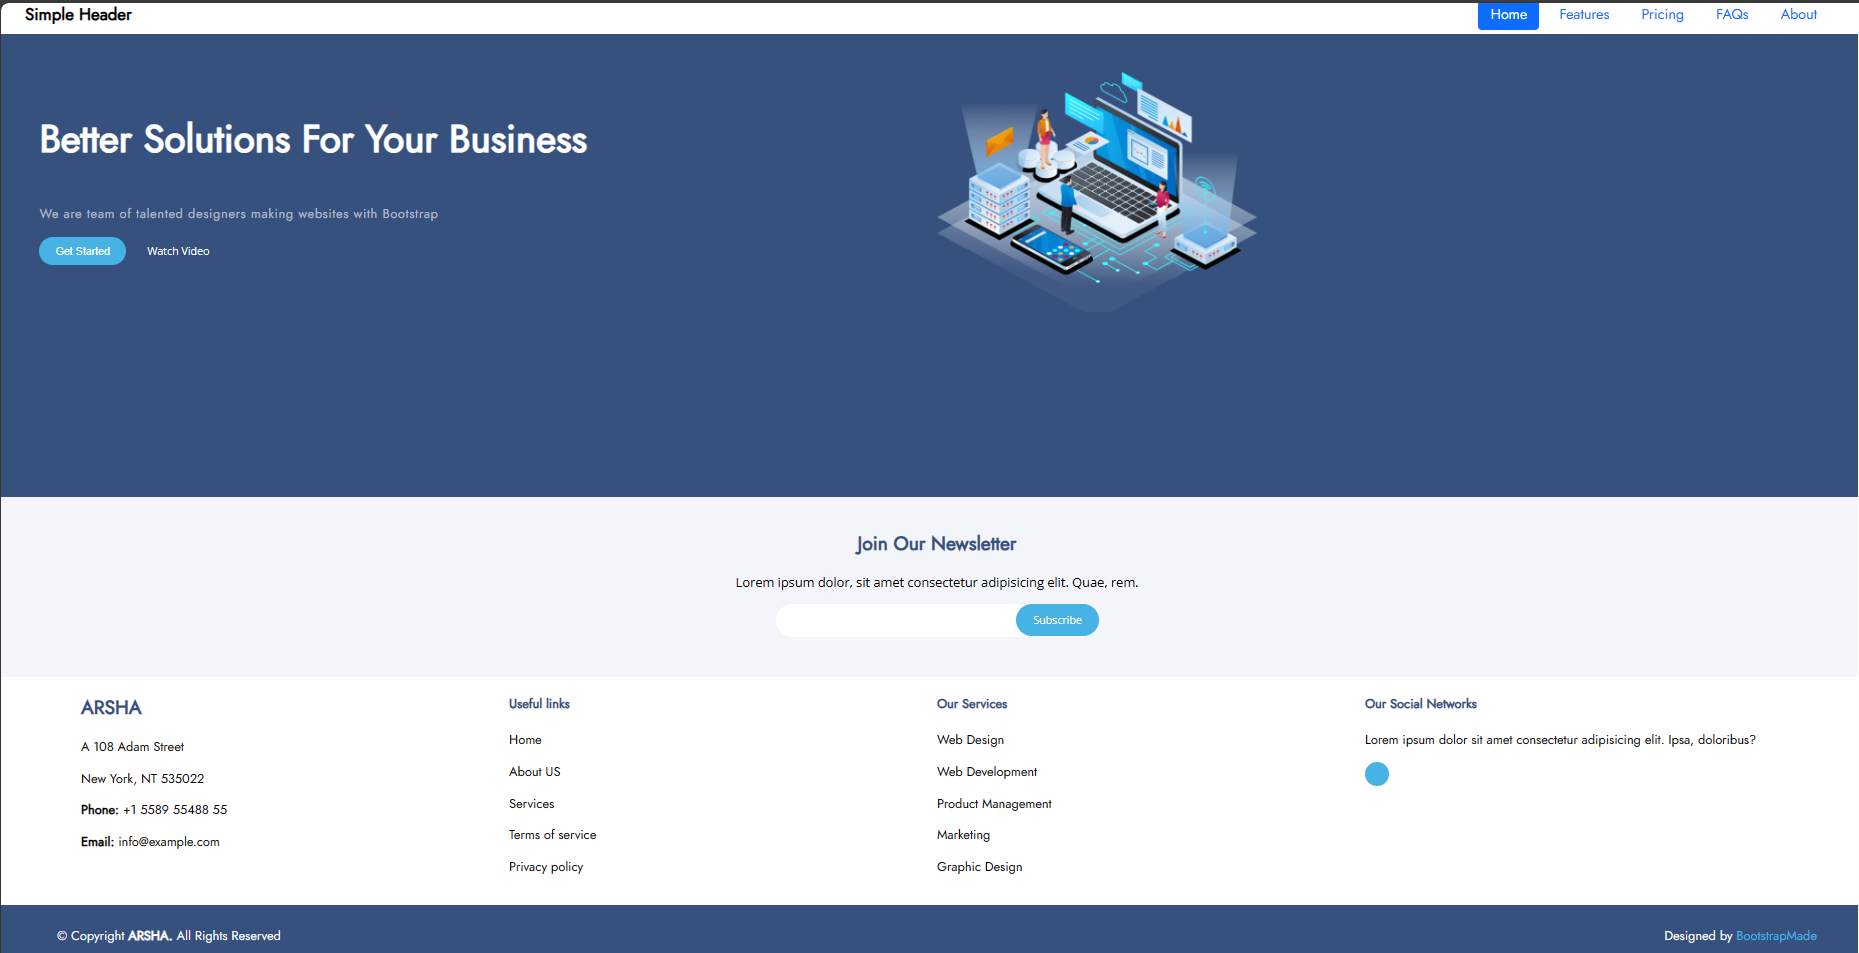 Simple Header
Home Features Pricing FAQs About
Better Solutions For Your Business
We are team of talented designers making websites with Bootstrap
Get Started Watch Video
Join Our Newsletter
Lorem ipsum dolor, sit amet consectetur adipisicing elit. Quae, rem.
Subscribe
ARSHA
A 108 Adam Street
New York, NT 535022
Phone: +1 5589 55488 55
Email: info@example.com
Useful links
Home
About US
Services
Terms of service
Privacy policy
Our Services
Web Design
Web Development
Product Management
Marketing
Graphic Design
Our Social Networks
Lorem ipsum dolor sit amet consectetur adipisicing elit. Ipsa, doloribus?
© Copyright ARSHA. All Rights Reserved
Designed by BootstrapMade